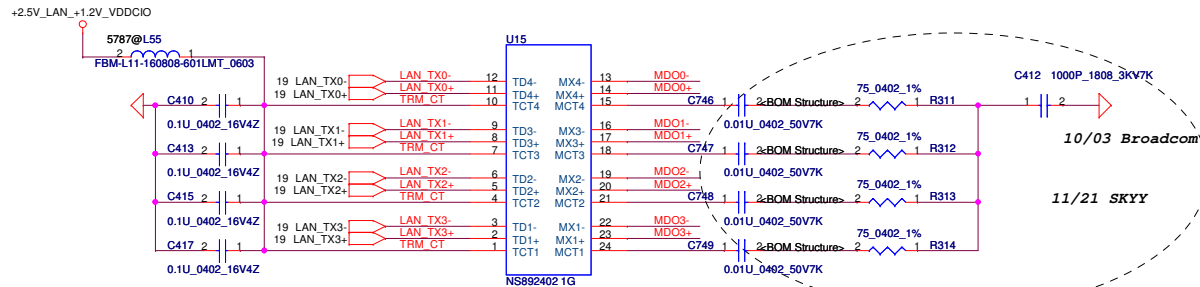 +2.5V_LAN_+1.2V_VDDCIO
5787@L55
2 1
FBM-L11-160808-601LMT_0603
U15
C412 1000P_1808_3KV7K
1 2
19 LAN_TX0- LAN_TX0- 12 TD4- MX4- 13 MDO0-
19 LAN_TX0+ LAN_TX0+ 11 TD4+ MX4+ 14 MDO0+
C410 2 1 TRM_CT 10 TCT4 MCT4 15 C746 1 2 <BOM Structure> 2 1 R311
75_0402_1%
0.1U_0402_16V4Z 0.01U_0402_50V7K
19 LAN_TX1- LAN_TX1- 9 TD3- MX3- 16 MDO1-
19 LAN_TX1+ LAN_TX1+ 8 TD3+ MX3+ 17 MDO1+
10/03 Broadcom
C413 2 1 TRM_CT 7 TCT3 MCT3 18 C747 1 2 <BOM Structure> 2 1 R312
75_0402_1%
0.1U_0402_16V4Z 0.01U_0402_50V7K
19 LAN_TX2- LAN_TX2- 6 TD2- MX2- 19 MDO2-
19 LAN_TX2+ LAN_TX2+ 5 TD2+ MX2+ 20 MDO2+
C415 2 1 TRM_CT 4 TCT2 MCT2 21 C748 1 2 <BOM Structure> 2 1 R313
75_0402_1%
11/21 SKYY
0.1U_0402_16V4Z 0.01U_0402_50V7K
19 LAN_TX3- LAN_TX3- 3 TD1- MX1- 22 MDO3-
19 LAN_TX3+ LAN_TX3+ 2 TD1+ MX1+ 23 MDO3+
C417 2 1 TRM_CT 1 TCT1 MCT1 24 C749 1 2 <BOM Structure> 2 1 R314
75_0402_1%
0.1U_0402_16V4Z 0.01U_0402_50V7K
NS892402 1G